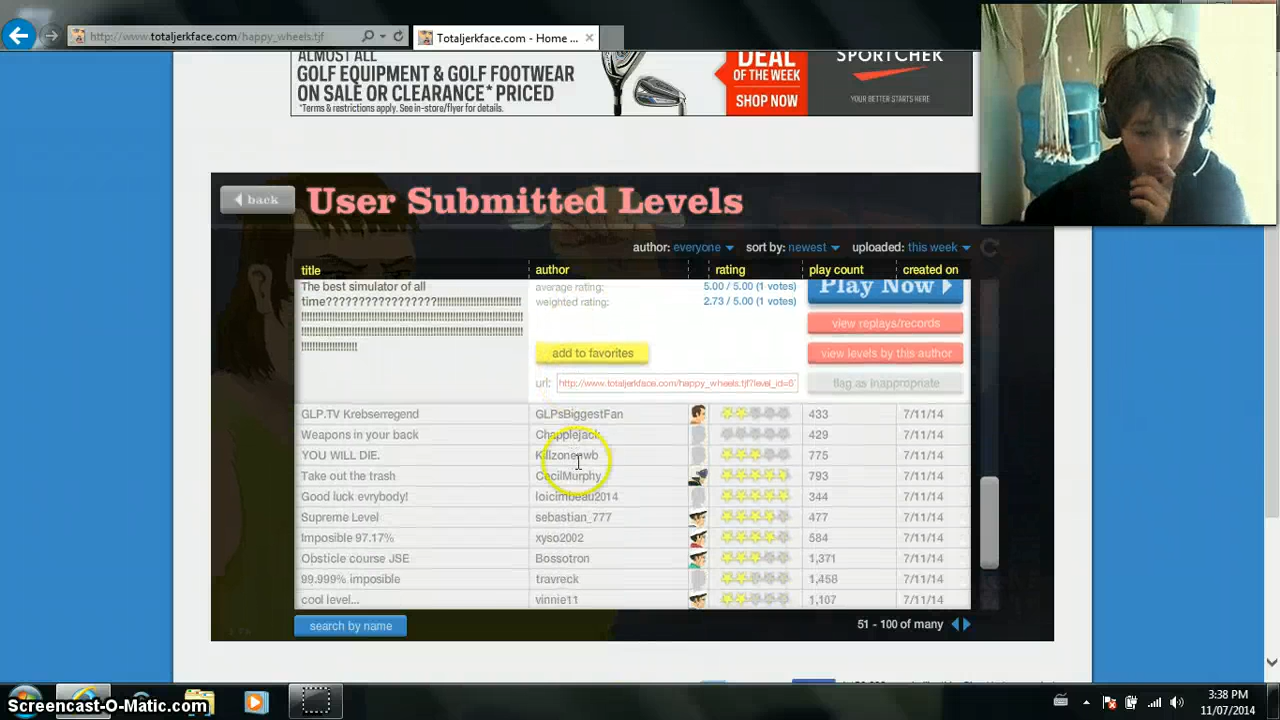 http://www.totaljerkface.com/happy_wheels.tjf
Totaljerkface.com - Home ...
ALMOST ALL
GOLF EQUIPMENT & GOLF FOOTWEAR
ON SALE OR CLEARANCE* PRICED
*Terms & restrictions apply. See in-store/flyer for details.
DEAL
OF THE WEEK
SHOP NOW
SPORTCHEK
YOUR BETTER STARTS HERE
back
User Submitted Levels
author: everyone sort by: newest uploaded: this week
title author rating play count created on
The best simulator of all
average rating: 5.00 / 5.00 (1 votes)
weighted rating: 2.73 / 5.00 (1 votes)
Play Now
view replays/records
add to favorites
view levels by this author
url: http://www.totaljerkface.com/happy_wheels.tjf?level_id=6
flag as inappropriate
GLP.TV Krebserregend GLPsBiggestFan 433 7/11/14
Weapons in your back Chapplejack 429 7/11/14
YOU WILL DIE. 775 7/11/14
Take out the trash CecilMurphy 793 7/11/14
Good luck evrybody! loicimbeau2014 344 7/11/14
Supreme Level sebastian_777 477 7/11/14
Imposible 97.17% xyso2002 584 7/11/14
Obsticle course JSE Bossotron 1,371 7/11/14
99.999% imposible travreck 1,458 7/11/14
cool level... vinnie11 1,107 7/11/14
search by name
51 - 100 of many
3:38 PM
11/07/2014
Screencast-O-Matic.com